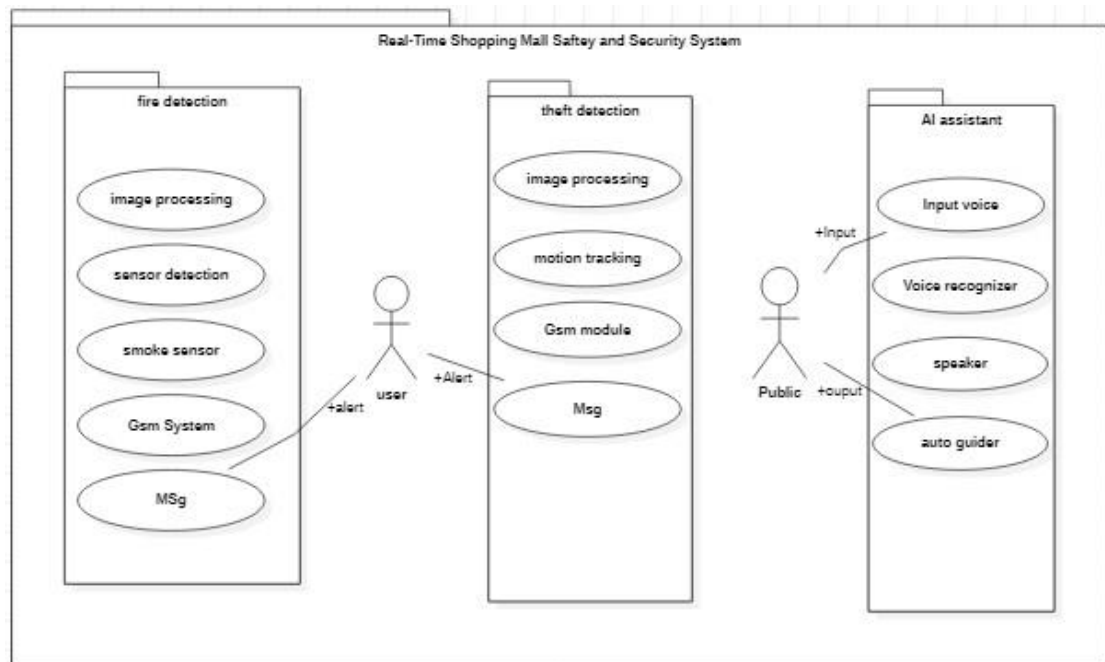 Real-Time Shopping Mall Saftey and Security System
fire detection
image processing
sensor detection
smoke sensor
Gsm System
MSg
+alert
user
+Alert
theft detection
image processing
motion tracking
Gsm module
Msg
Public
+Input
+ouput
AI assistant
Input voice
Voice recognizer
speaker
auto guider